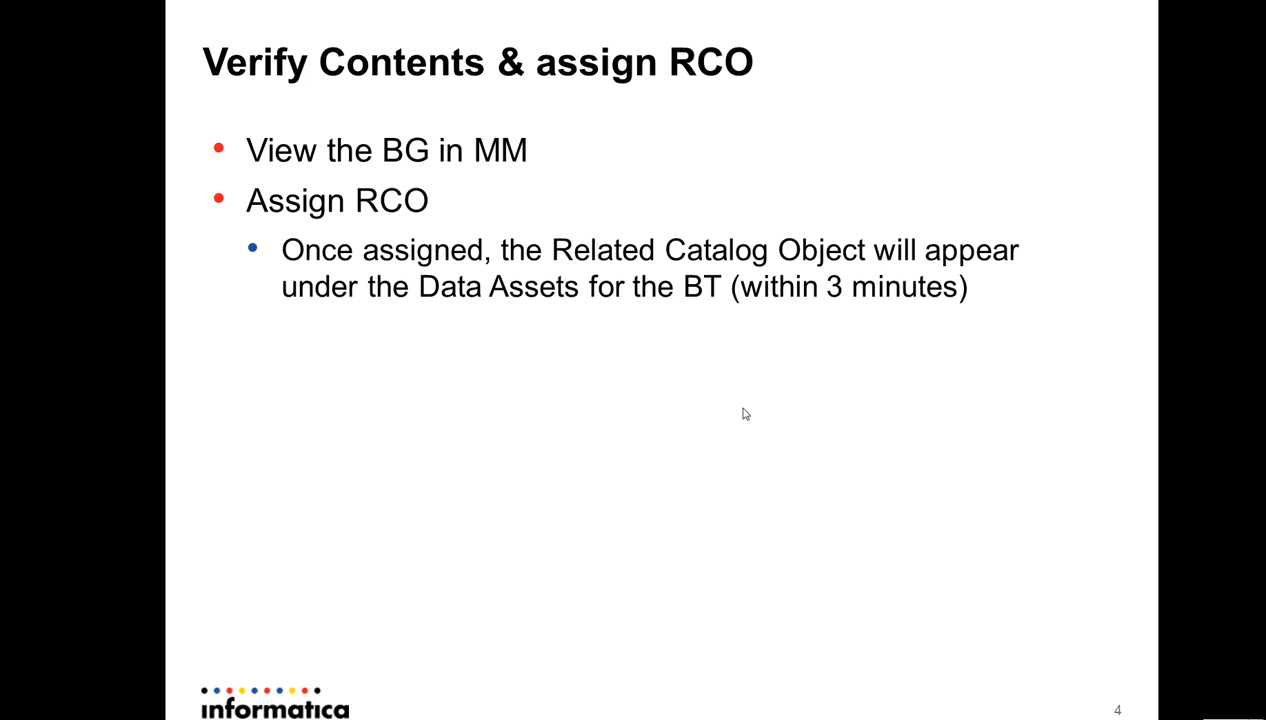 Verify Contents & assign RCO
• View the BG in MM
• Assign RCO
• Once assigned, the Related Catalog Object will appear
under the Data Assets for the BT (within 3 minutes)
informatica
4